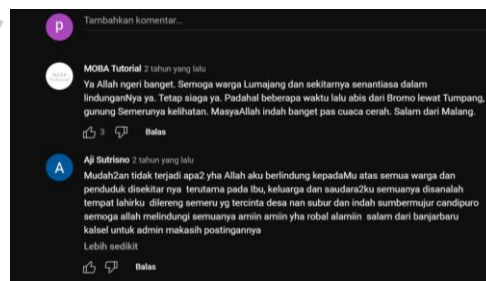 p
Tambahkan komentar...
MOBA Tutorial 2 tahun yang lalu
Ya Allah ngeri banget. Semoga warga Lumajang dan sekitarnya senantiasa dalam
lindunganNya ya. Tetap siaga ya. Padahal beberapa waktu lalu abis dari Bromo lewat Tumpang,
gunung Semerunya kelihatan. MasyaAllah indah banget pas cuaca cerah. Salam dari Malang.
3 Balas
A
Aji Sutrisno 2 tahun yang lalu
Mudah2an tidak terjadi apa2 yha Allah aku berlindung kepadaMu atas semua warga dan
penduduk disekitar nya terutama pada Ibu, keluarga dan saudara2ku semuanya disanalah
tempat lahirku dilereng semeru yg tercinta desa nan subur dan indah sumbermujur candipuro
semoga allah melindungi semuanya amiin amiin yha robal alamiin salam dari banjarbaru
kalsel untuk admin makasih postingannya
Lebih sedikit
Balas